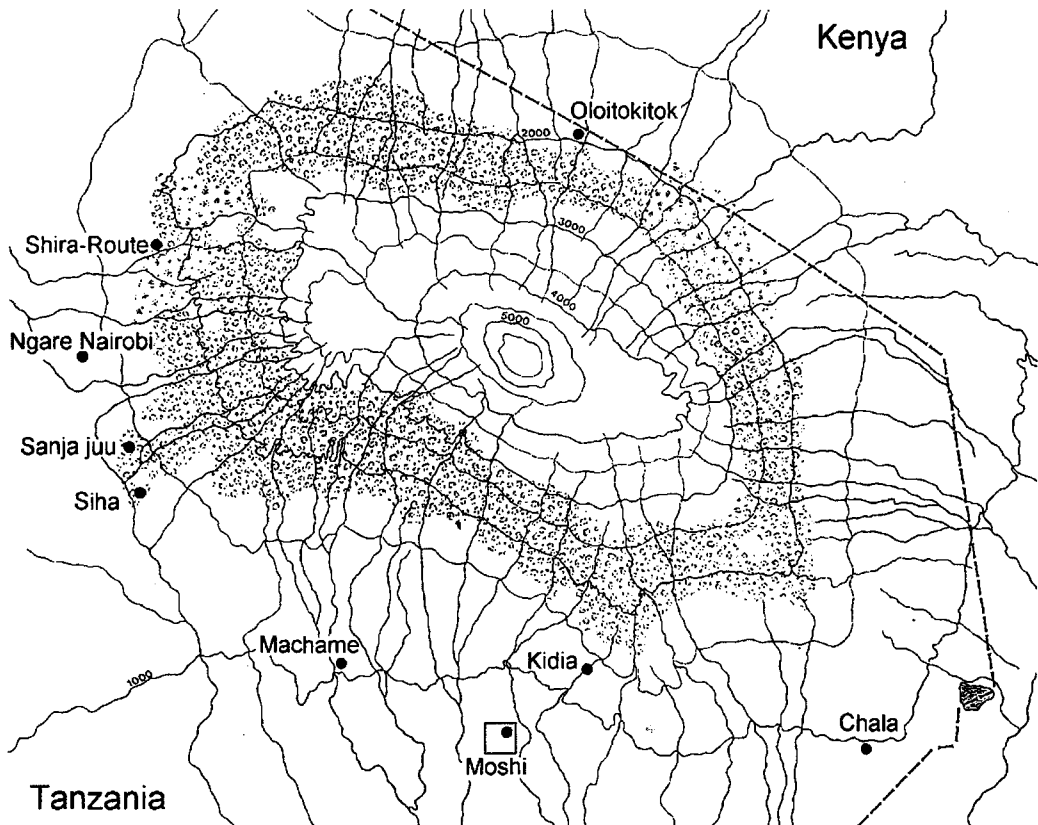 Kenya
Oloitokitok
2000
3000
Shira-Route
4000
5000
Ngare Nairobi
Sanja juu
Siha
Machame
Kidia
1000
Chala
Moshi
Tanzania